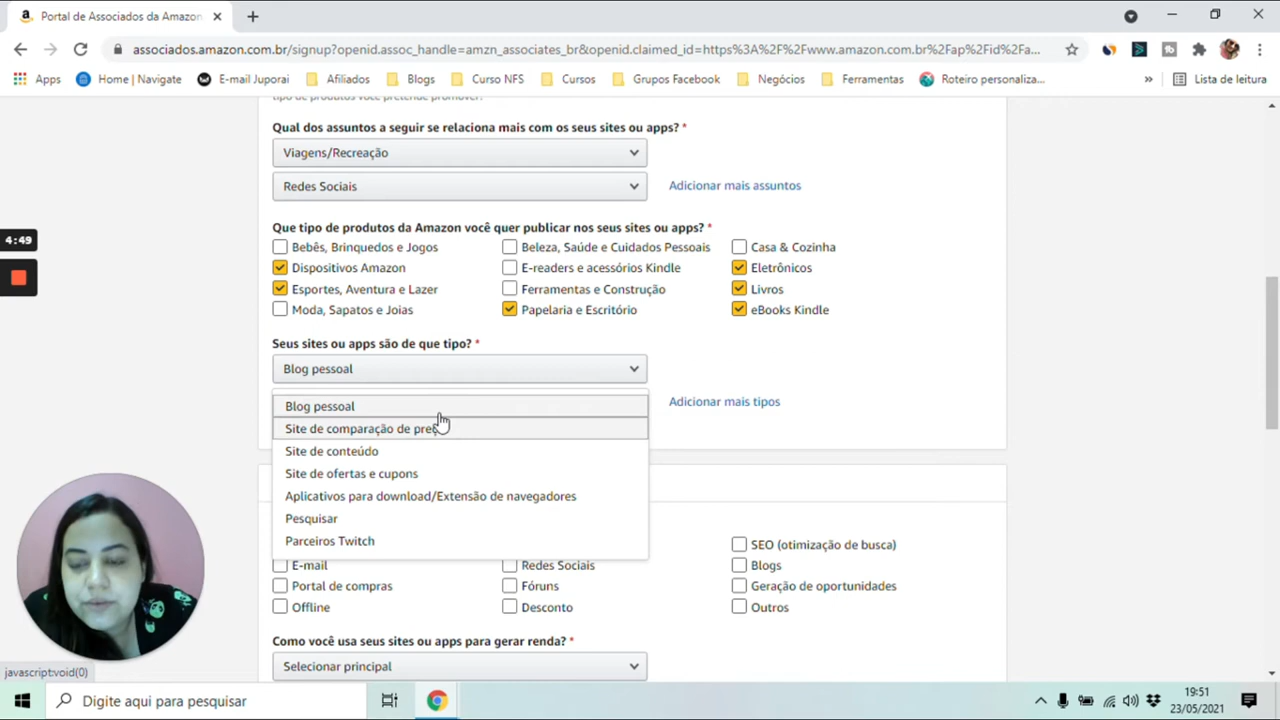 Portal de Associados da Amazon
associados.amazon.com.br/signup?openid.assoc_handle=amzn_associates_br&openid.claimed_id=https%3A%2F%2Fwww.amazon.com.br%2Fap%2Fid%2Fa...
Apps Home | Navigate E-mail Juporai Afiliados Blogs Curso NFS Cursos Grupos Facebook Negócios Ferramentas Roteiro personaliza... » Lista de leitura
tipo de produtos você pretende promover?
Qual dos assuntos a seguir se relaciona mais com os seus sites ou apps? *
Viagens/Recreação
Redes Sociais Adicionar mais assuntos
Que tipo de produtos da Amazon você quer publicar nos seus sites ou apps? *
4:49
Bebês, Brinquedos e Jogos Beleza, Saúde e Cuidados Pessoais Casa & Cozinha
Dispositivos Amazon E-readers e acessórios Kindle Eletrônicos
Esportes, Aventura e Lazer Ferramentas e Construção Livros
Moda, Sapatos e Joias Papelaria e Escritório eBooks Kindle
Seus sites ou apps são de que tipo? *
Blog pessoal
Adicionar mais tipos
Blog pessoal
Site de comparação de
Site de conteúdo
Site de ofertas e cupons
Aplicativos para download/Extensão de navegadores
Pesquisar
Parceiros Twitch
SEO (otimização de busca)
E-mail Redes Sociais Blogs
Portal de compras Fóruns Geração de oportunidades
Offline Desconto Outros
Como você usa seus sites ou apps para gerar renda? *
Selecionar principal
javascript:void(0)
Digite aqui para pesquisar
19:51
23/05/2021